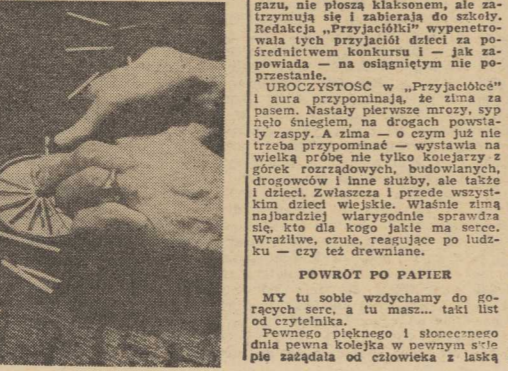 gazu, nie płoszą klaksonem, ale za-
trzymują się i zabierają do szkoły.
Redakcja „Przyjaciółki” wypenetro-
wała tych przyjaciół dzieci za po-
średnictwem konkursu i — jak za-
powiada — na osiągniętym nie po-
przestanie.
UROCZYSTOŚĆ w „Przyjaciółce”
i aura przypominają, że zima za
pasem. Nastały pierwsze mrozy, syp
nęło śniegiem, na drogach powsta-
ły zaspy. A zima — o czym już nie
trzeba przypominać — wystawia na
wielką próbę nie tylko kolejarzy z
górek rozrządowych, budowlanych,
drogowców i inne służby, ale także
i dzieci. Zwłaszcza i przede wszyst-
kim dzieci wiejskie. Właśnie zimą
najbardziej wiarygodnie sprawdza
się, kto dla kogo jakie ma serce.
Wrażliwe, czułe, reagujące po ludz-
ku — czy też drewniane.
POWRÓT PO PAPIER
MY tu sobie wzdychamy do go-
rących serc, a tu masz... taki list
od czytelnika.
Pewnego pięknego i słonecznego
dnia pewna kolejka w pewnym
pie zażądała od człowieka z laską